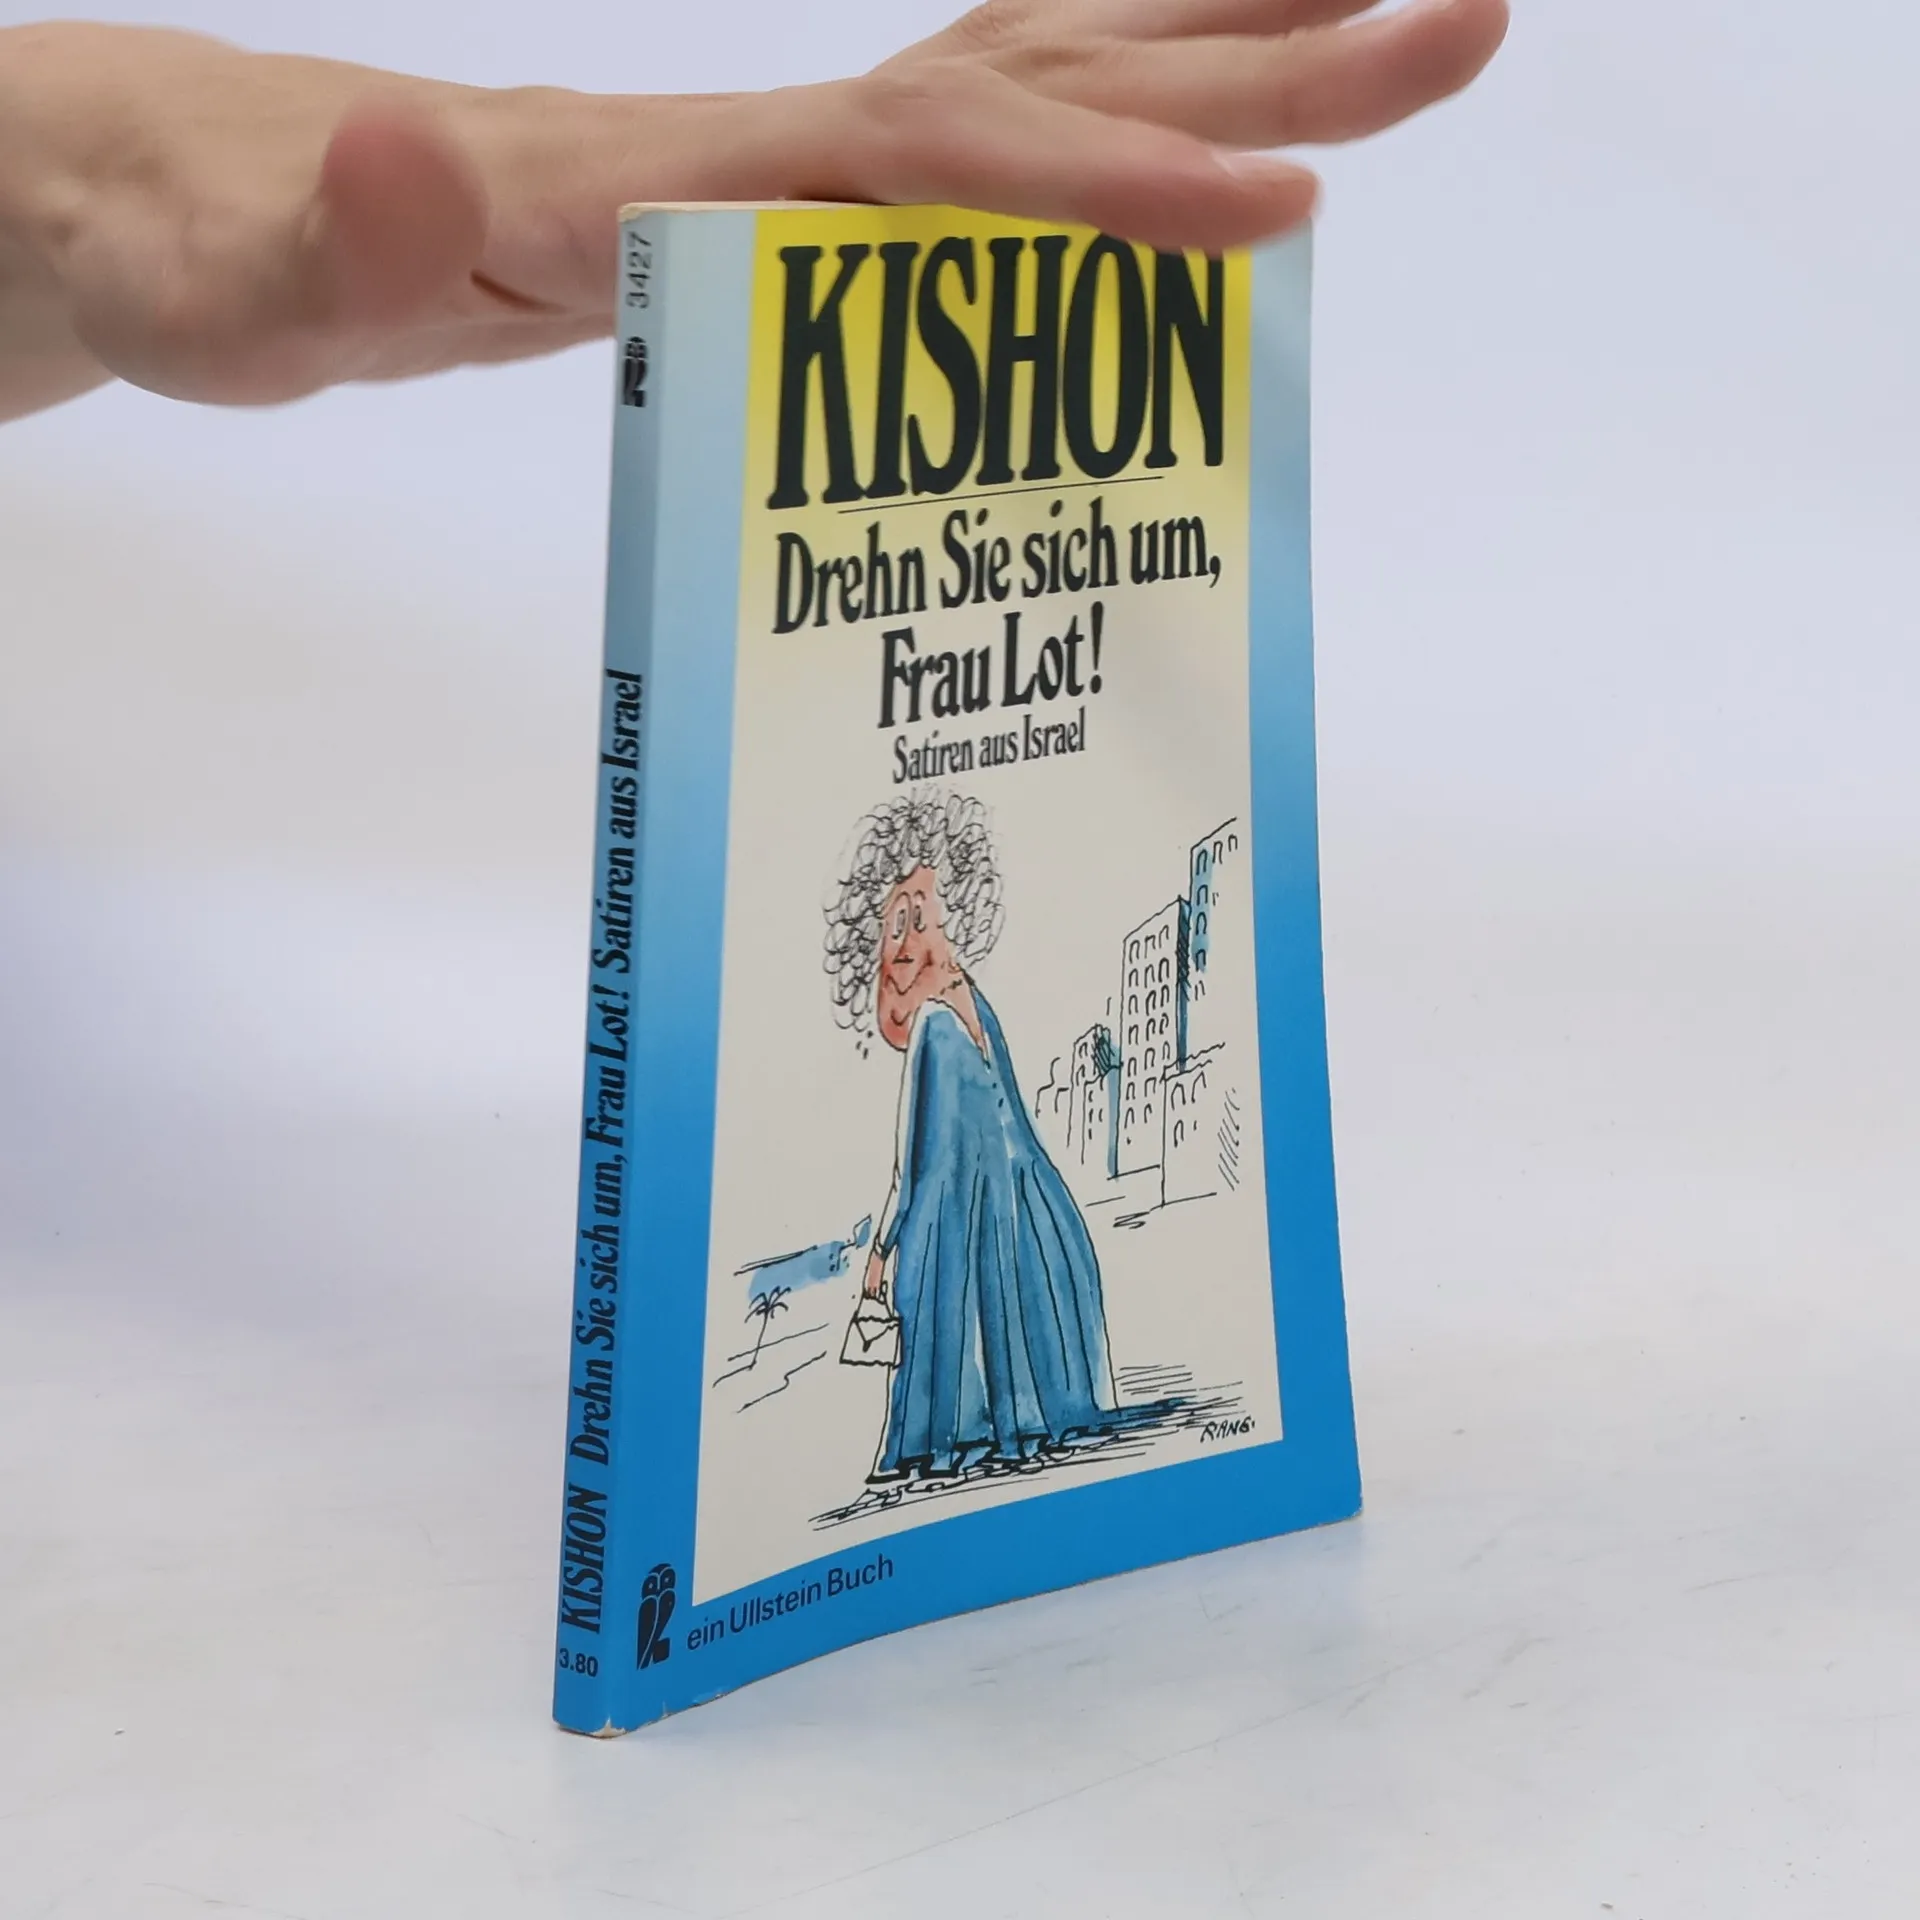 KISHON
Drehn Sie sich um,
Frau Lot!
Satiren aus Israel
RANG.
ein Ullstein Buch
3.80 KISHON Drehn Sie sich um, Frau Lot! Satiren aus Israel 3427